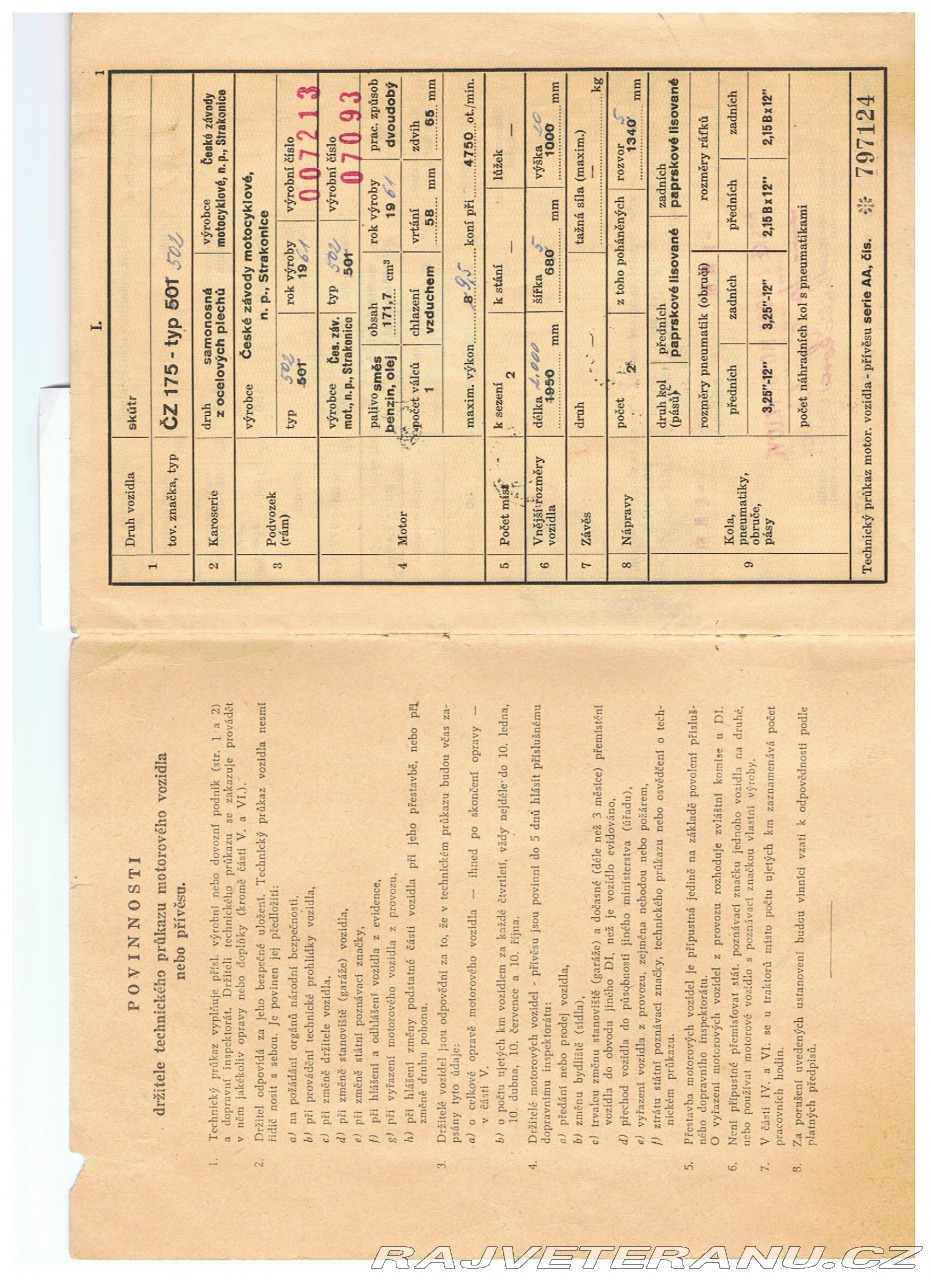 POVINNOSTI
držitele technického průkazu motorového vozidla
nebo přívěsu.
1. Technický průkaz vyplňuje přísl. výrobní nebo dovozní podnik (str. 1 a 2)
a dopravní inspektorát. Držiteli technického průkazu se zakazuje provádět
v něm jakékoliv opravy nebo doplňky (kromě části V. a VI.).
2. Držitel odpovídá za jeho bezpečné uložení. Technický průkaz vozidla nesmí
řidič nosit s sebou. Je povinen jej předložiti:
a) na požádání orgánů národní bezpečnosti,
b) při provádění technické prohlídky vozidla,
c) při změně držitele vozidla,
d) při změně stanoviště (garáže) vozidla,
e) při změně státní poznávací značky,
f) při hlášení a odhlášení vozidla z evidence,
g) při vyřazení motorového vozidla z provozu.
h) při hlášení změny podstatné části vozidla při jeho přestavbě, nebo při
změně druhu pohonu.
3. Držitelé vozidel jsou odpovědni za to, že v technickém průkazu budou včas za-
psány tyto údaje:
a) o celkové opravě motorového vozidla — ihned po skončení opravy —
v části V.
b) o počtu ujetých km vozidlem za každé čtvrtletí, vždy nejdéle do 10. ledna,
10. dubna, 10. července a 10. října.
4. Držitelé motorových vozidel - přívěsu jsou povinni do 5 dnů hlásit příslušnému
dopravnímu inspektorátu:
a) předání nebo prodej vozidla,
b) změnu bydliště (sídla),
c) trvalou změnu stanoviště (garáže) a dočasné (déle než 3 měsíce) přemístění
vozidla do obvodu jiného DI, než je vozidlo evidováno,
d) přechod vozidla do působnosti jiného ministerstva (úřadu),
e) vyřazení vozidla z provozu, zejména nehodou nebo požárem,
f) ztrátu státní poznávací značky, technického průkazu nebo osvědčení o tech-
nickém průkazu.
5. Přestavba motorových vozidel je přípustná jedině na základě povolení přísluš-
ného dopravního inspektorátu.
O vyřazení motorových vozidel z provozu rozhoduje zvláštní komise u DI.
6. Není přípustné přemisťovat stát. poznávací značku jednoho vozidla na druhé,
nebo používat motorové vozidlo s poznávací značkou vlastní výroby.
7. V části IV. a VI. se u traktorů místo počtu ujetých km zaznamenává počet
pracovních hodin.
8. Za porušení uvedených ustanovení budou vinníci vzati k odpovědnosti podle
platných předpisů.
I. 1
1 Druh vozidla skútr
tov. značka, typ ČZ 175 - typ 501 502
2 Karoserie druh samonosná výrobce České závody
z ocelových plechů motocyklové, n. p., Strakonice
3 Podvozek (rám) výrobce České závody motocyklové,
n. p., Strakonice
typ 502 501 rok výroby 1961 výrobní číslo 007213
4 Motor výrobce Čes. záv. typ 502 výrobní číslo
mot., n. p., Strakonice 501 07093
palivo směs obsah rok výroby prac. způsob
benzin, olej 171,7 cm³ 1961 dvoudobý
počet válců chlazení vrtání zdvih
1 vzduchem 58 mm 65 mm
maxim. výkon 8 9,5 koní při 4750 ot./min.
5 Počet míst k sezení 2 k stání — lůžek —
6 Vnější rozměry délka 2.000 šířka 5 výška 20
vozidla 1950 680 mm 1000 mm
7 Závěs druh tažná síla (maxim.) — kg
8 Nápravy počet 2 z toho poháněných rozvor 5 1340 mm
9 Kola, pneumatiky, obruče, pásy
druh kol předních zadních
(pásů) paprskové lisované paprskové lisované
rozměry pneumatik (obručí) rozměry ráfků
předních zadních předních zadních
3,25"-12" 3,25"-12" 2,15 B x 12" 2,15 B x 12"
počet náhradních kol s pneumatikami
Technický průkaz motor. vozidla - přívěsu serie AA, čís. ✻ 797124
RAJVETERANU.CZ